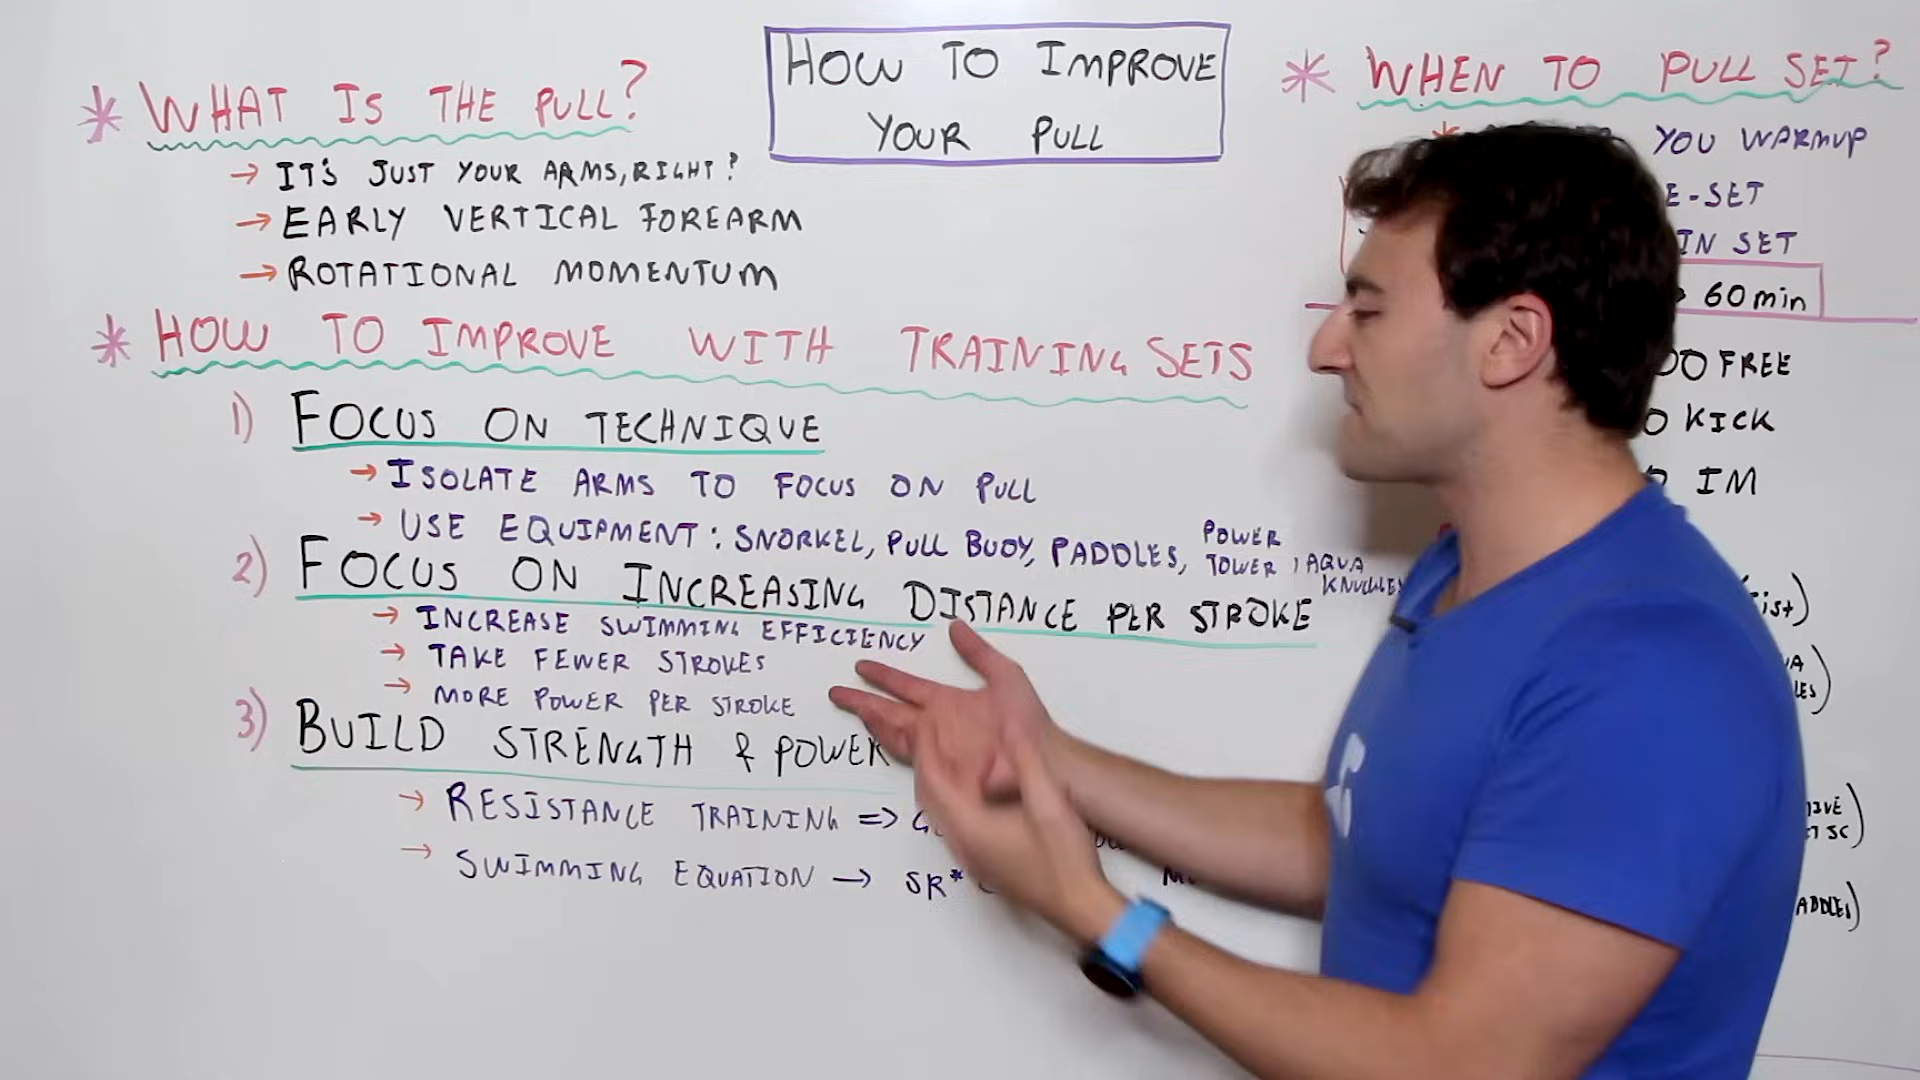 HOW TO IMPROVE
YOUR PULL
* WHAT IS THE PULL?
→ IT'S JUST YOUR ARMS, RIGHT?
→ EARLY VERTICAL FOREARM
→ ROTATIONAL MOMENTUM
* HOW TO IMPROVE WITH TRAINING SETS
1) FOCUS ON TECHNIQUE
→ ISOLATE ARMS TO FOCUS ON PULL
→ USE EQUIPMENT: SNORKEL, PULL BUOY, PADDLES, POWER TOWER, AQUA KNUCKLES
2) FOCUS ON INCREASING DISTANCE PER STROKE
→ INCREASE SWIMMING EFFICIENCY
→ TAKE FEWER STROKES
→ MORE POWER PER STROKE
3) BUILD STRENGTH & POWER
→ RESISTANCE TRAINING =>
→ SWIMMING EQUATION → SR*
* WHEN TO PULL SET?
YOU WARMUP
E-SET
IN SET
60 min
00 FREE
0 KICK
IM